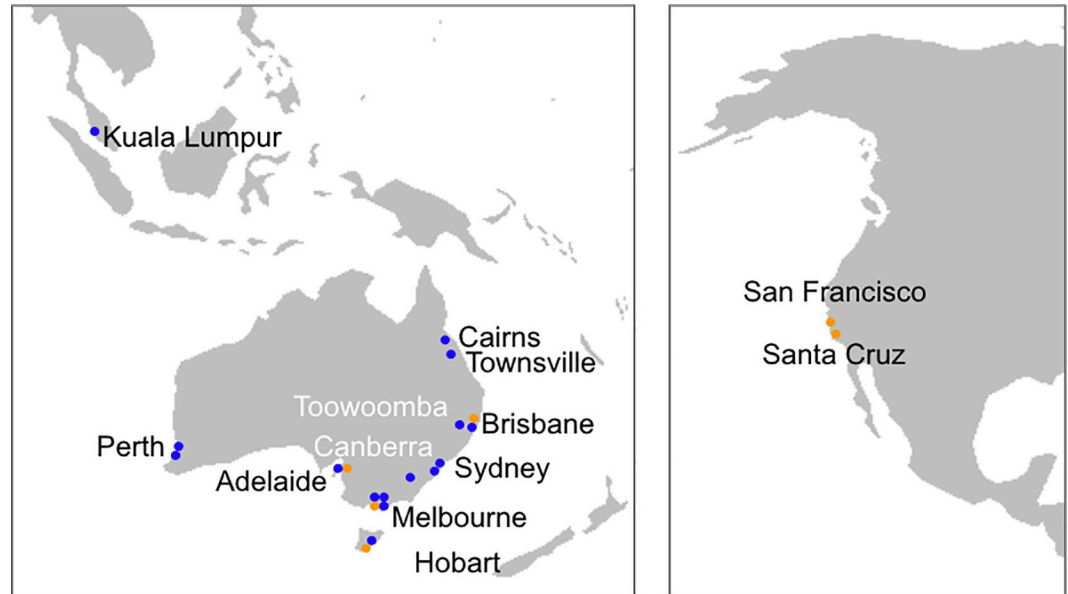 Kuala Lumpur
Cairns
Townsville
Toowoomba
Brisbane
Canberra
Perth
Sydney
Adelaide
Melbourne
Hobart
San Francisco
Santa Cruz